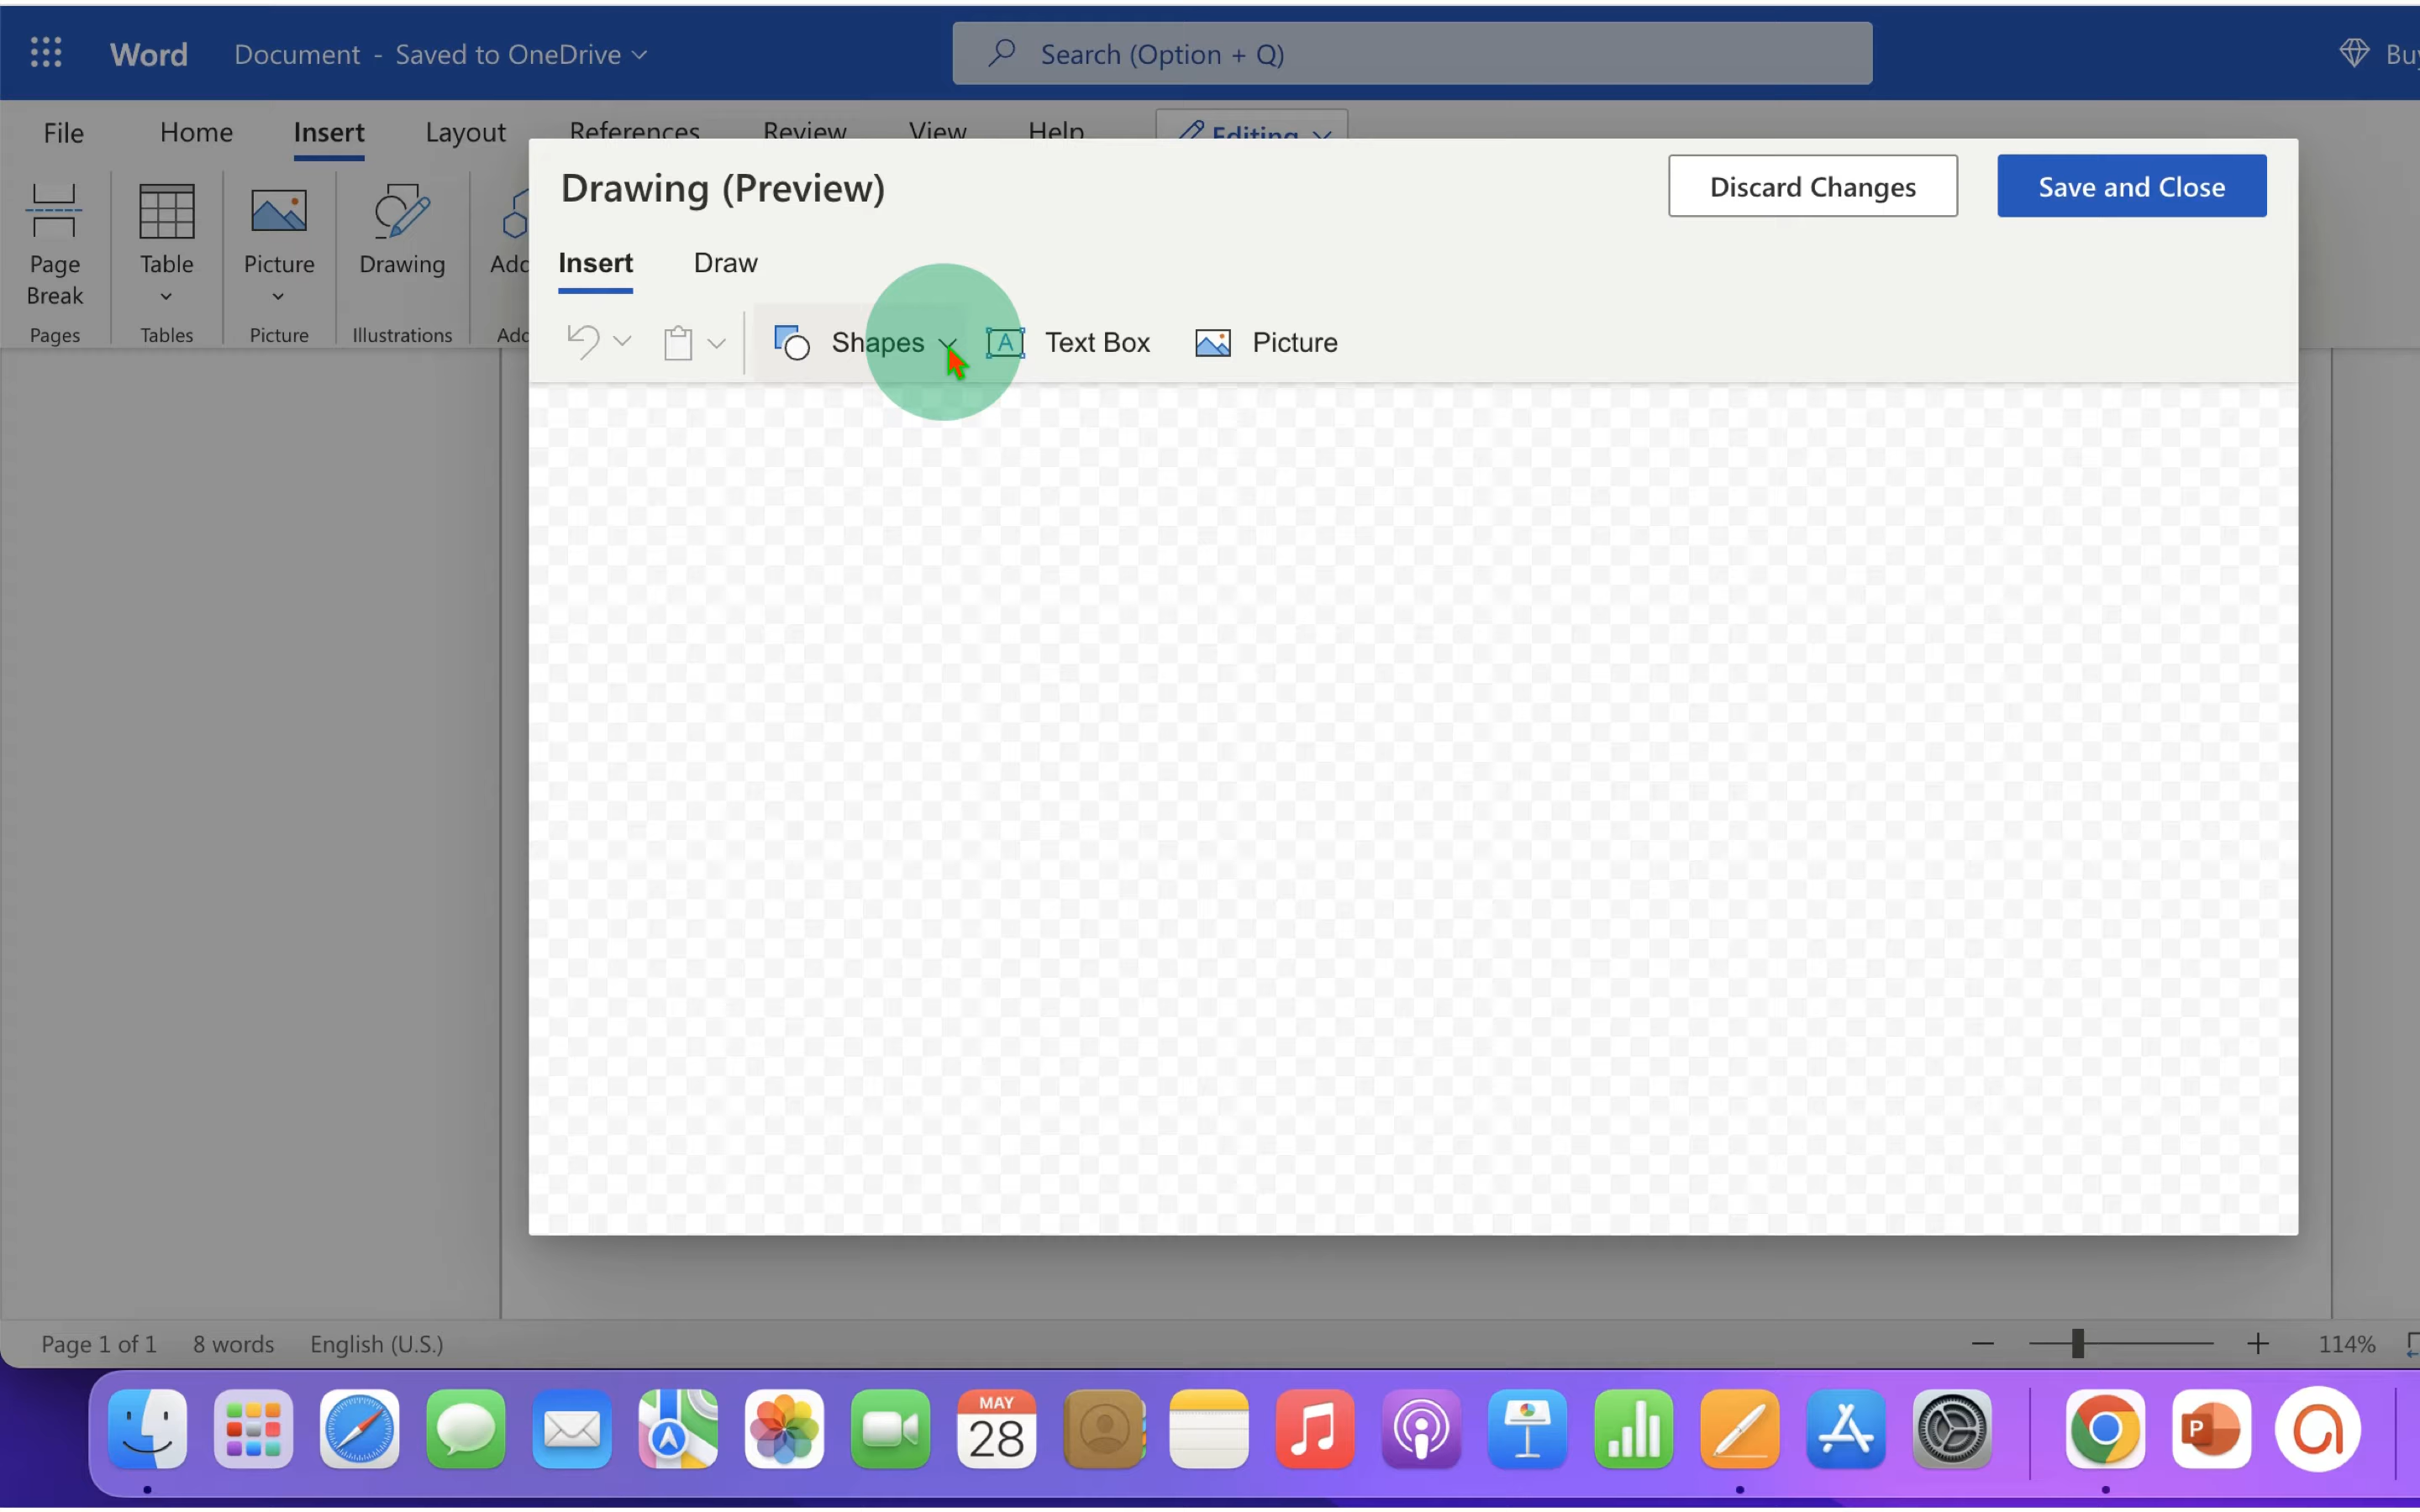 Word Document - Saved to OneDrive Search (Option + Q)
File Home Insert Layout References Review View Help Editing
Drawing (Preview) Discard Changes Save and Close
Insert Draw
Page Break
Table
Picture
Drawing
Pages Tables Picture Illustrations
Shapes A Text Box Picture
Page 1 of 1 8 words English (U.S.) 114%
MAY
28
P